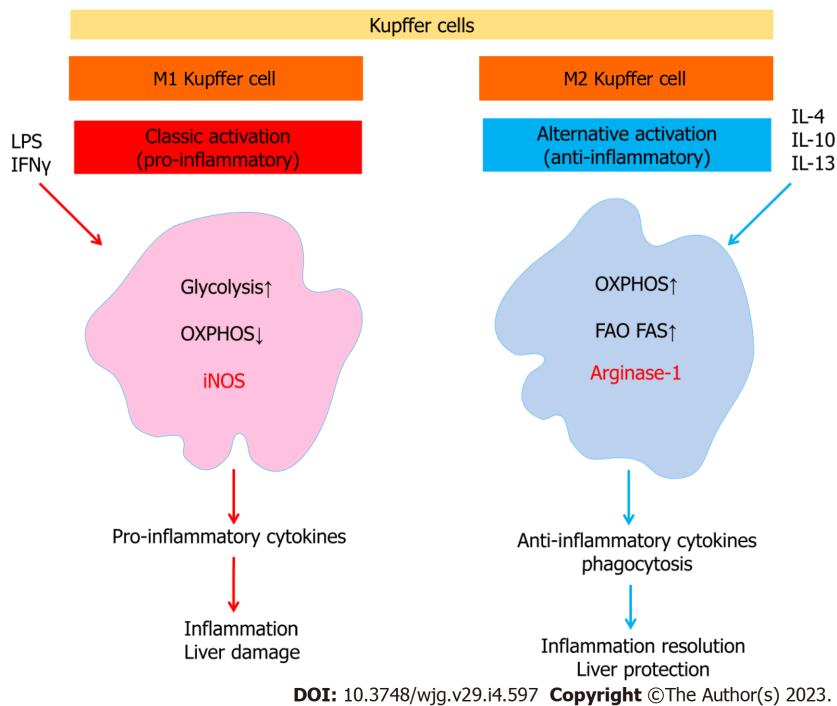 Kupffer cells
M1 Kupffer cell
M2 Kupffer cell
LPS
IFNγ
Classic activation
(pro-inflammatory)
Alternative activation
(anti-inflammatory)
IL-4
IL-10
IL-13
Glycolysis↑
OXPHOS↓
iNOS
OXPHOS↑
FAO FAS↑
Arginase-1
Pro-inflammatory cytokines
Inflammation
Liver damage
Anti-inflammatory cytokines
phagocytosis
Inflammation resolution
Liver protection
DOI: 10.3748/wjg.v29.i4.597 Copyright ©The Author(s) 2023.